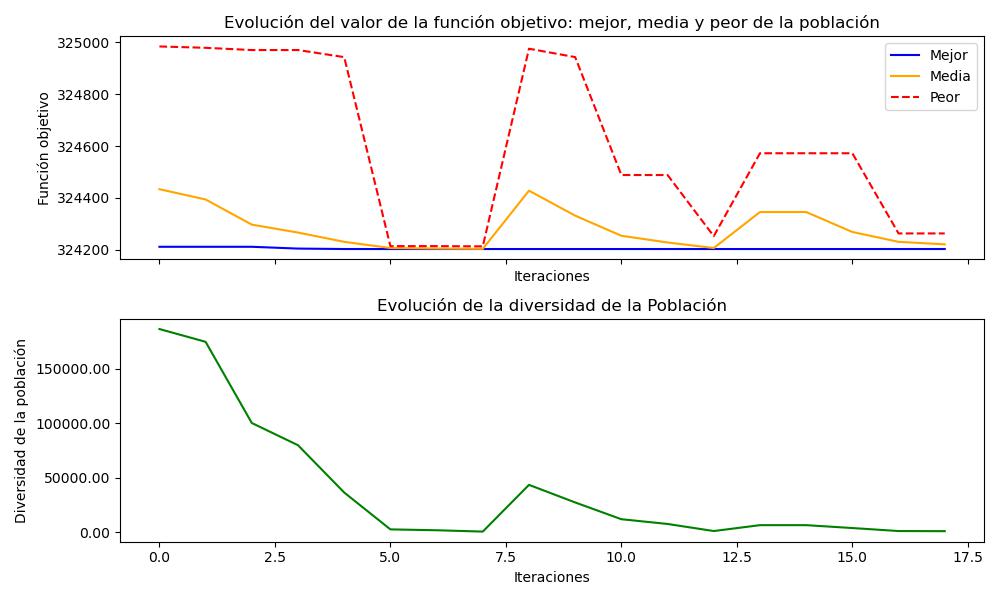 Evolución del valor de la función objetivo: mejor, media y peor de la población
325000
324800
324600
324400
324200
Función objetivo
Mejor
Media
Peor
Iteraciones
Evolución de la diversidad de la Población
150000.00
100000.00
50000.00
0.00
Diversidad de la población
0.0 2.5 5.0 7.5 10.0 12.5 15.0 17.5
Iteraciones